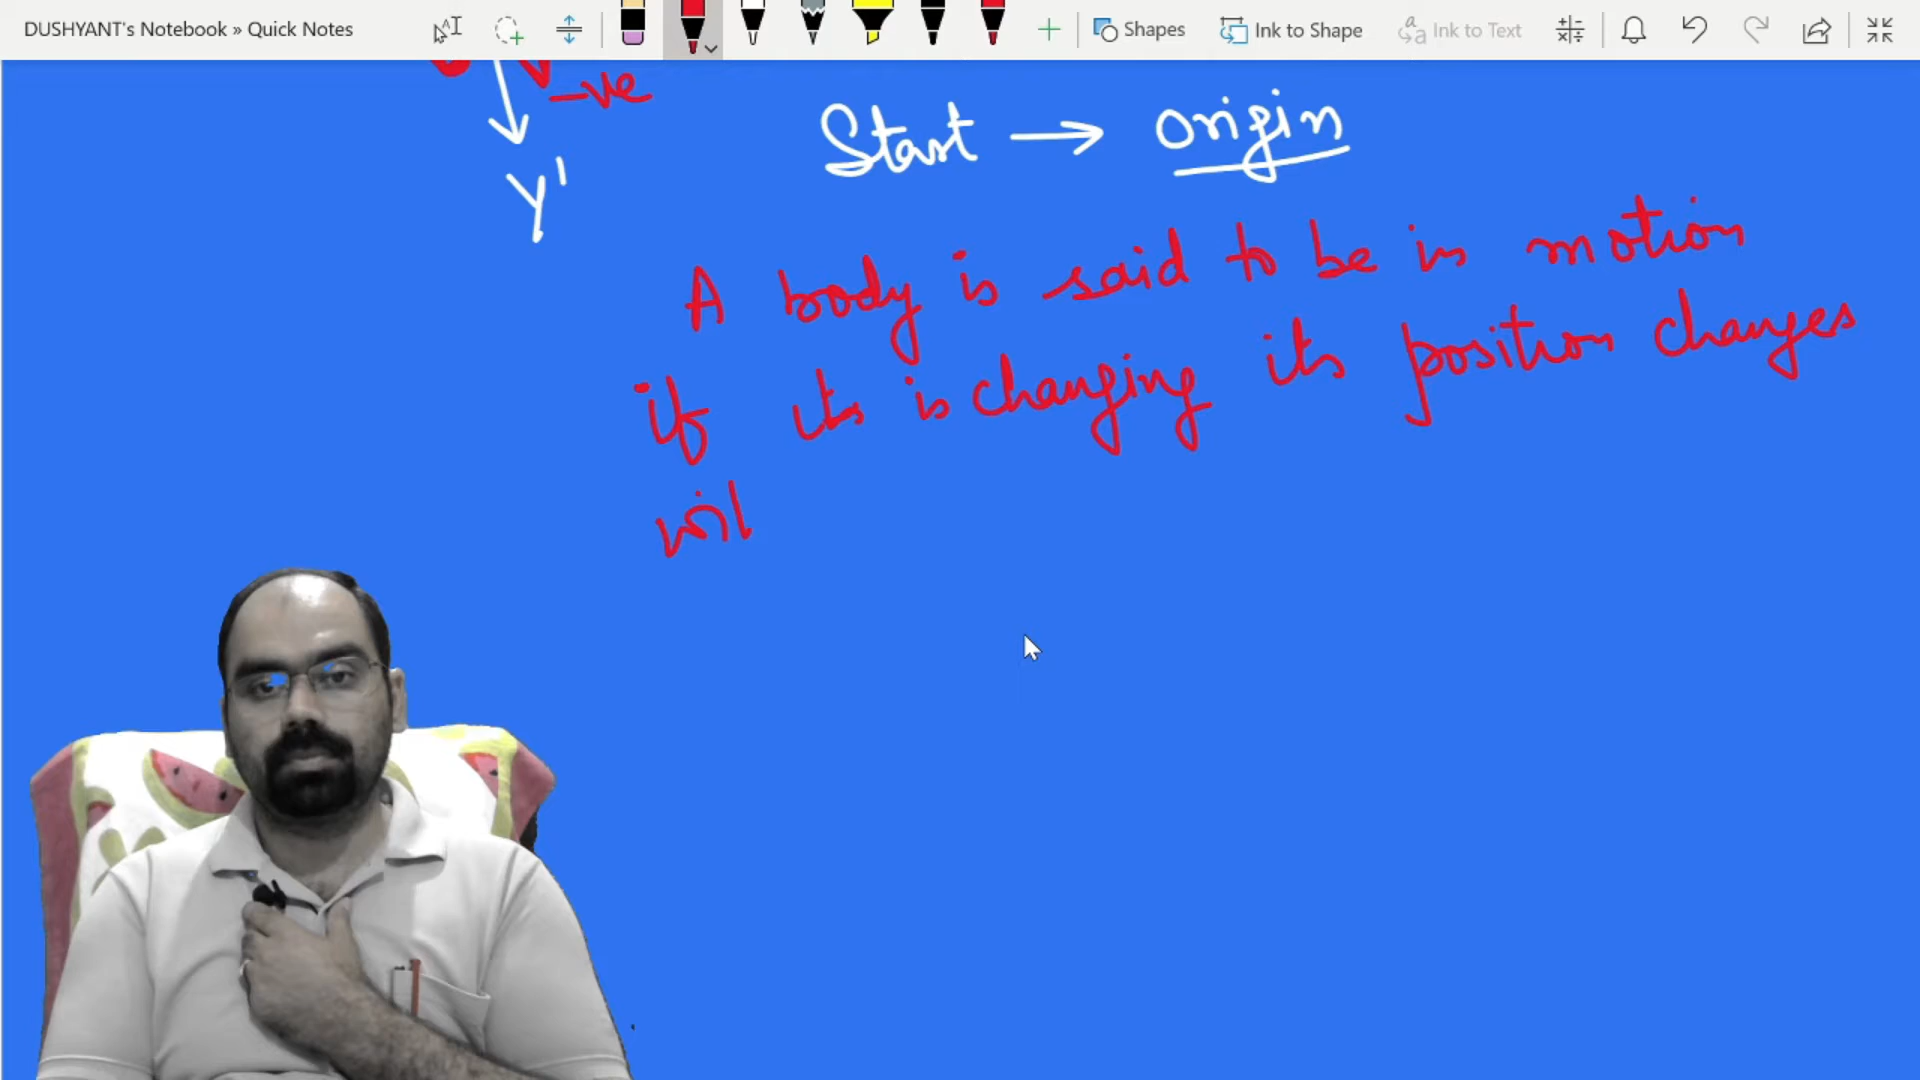 DUSHYANT's Notebook » Quick Notes
Shapes
Ink to Shape
Ink to Text
-ve
Start → Origin
Y'
A body is said to be in motion
if its is changing its position changes